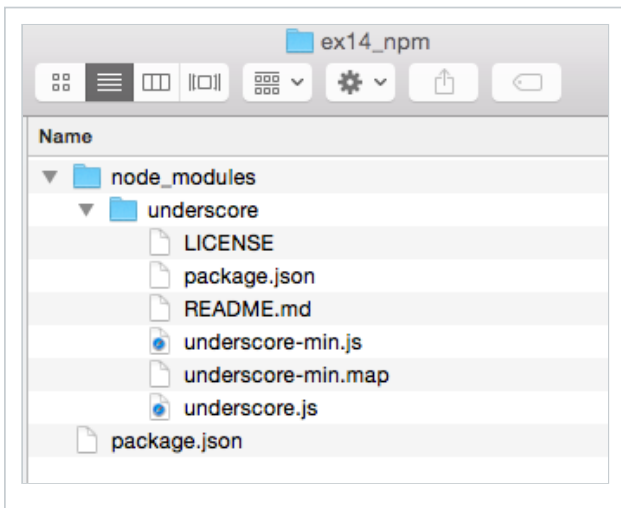 ex14_npm
Name
node_modules
underscore
LICENSE
package.json
README.md
underscore-min.js
underscore-min.map
underscore.js
package.json